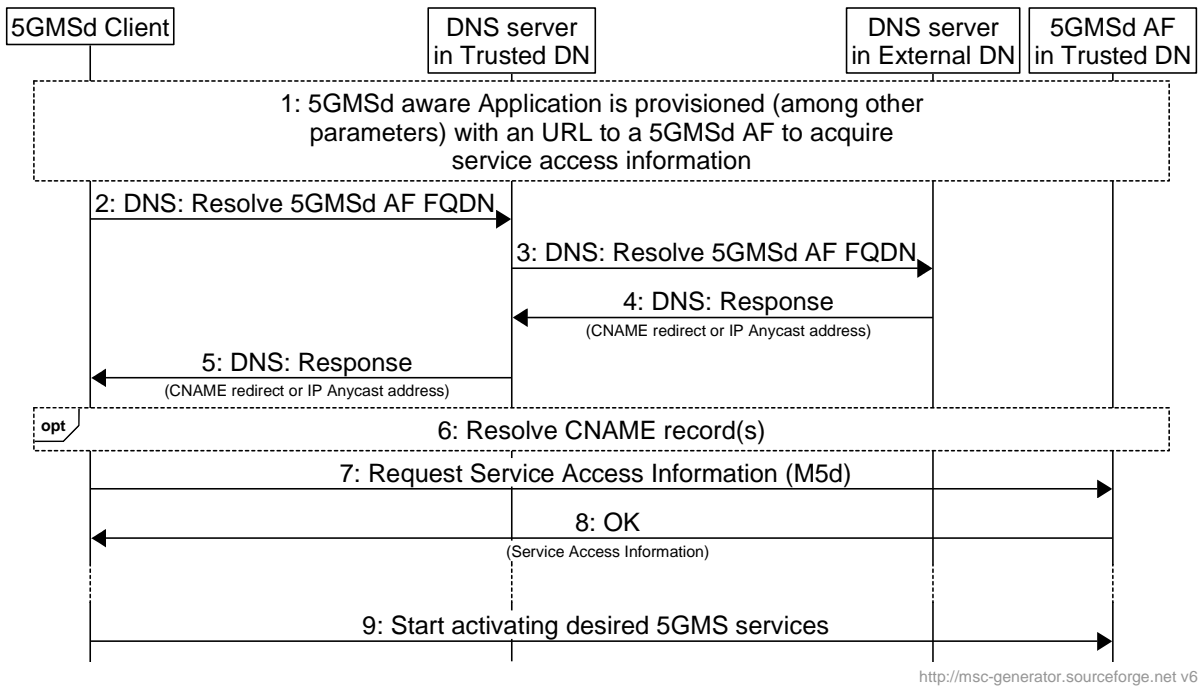 5GMSd Client
DNS server
in Trusted DN
DNS server
in External DN
5GMSd AF
in Trusted DN
1: 5GMSd aware Application is provisioned (among other
parameters) with an URL to a 5GMSd AF to acquire
service access information
2: DNS: Resolve 5GMSd AF FQDN
3: DNS: Resolve 5GMSd AF FQDN
4: DNS: Response
(CNAME redirect or IP Anycast address)
5: DNS: Response
(CNAME redirect or IP Anycast address)
opt
6: Resolve CNAME record(s)
7: Request Service Access Information (M5d)
8: OK
(Service Access Information)
9: Start activating desired 5GMS services
http://msc-generator.sourceforge.net v6